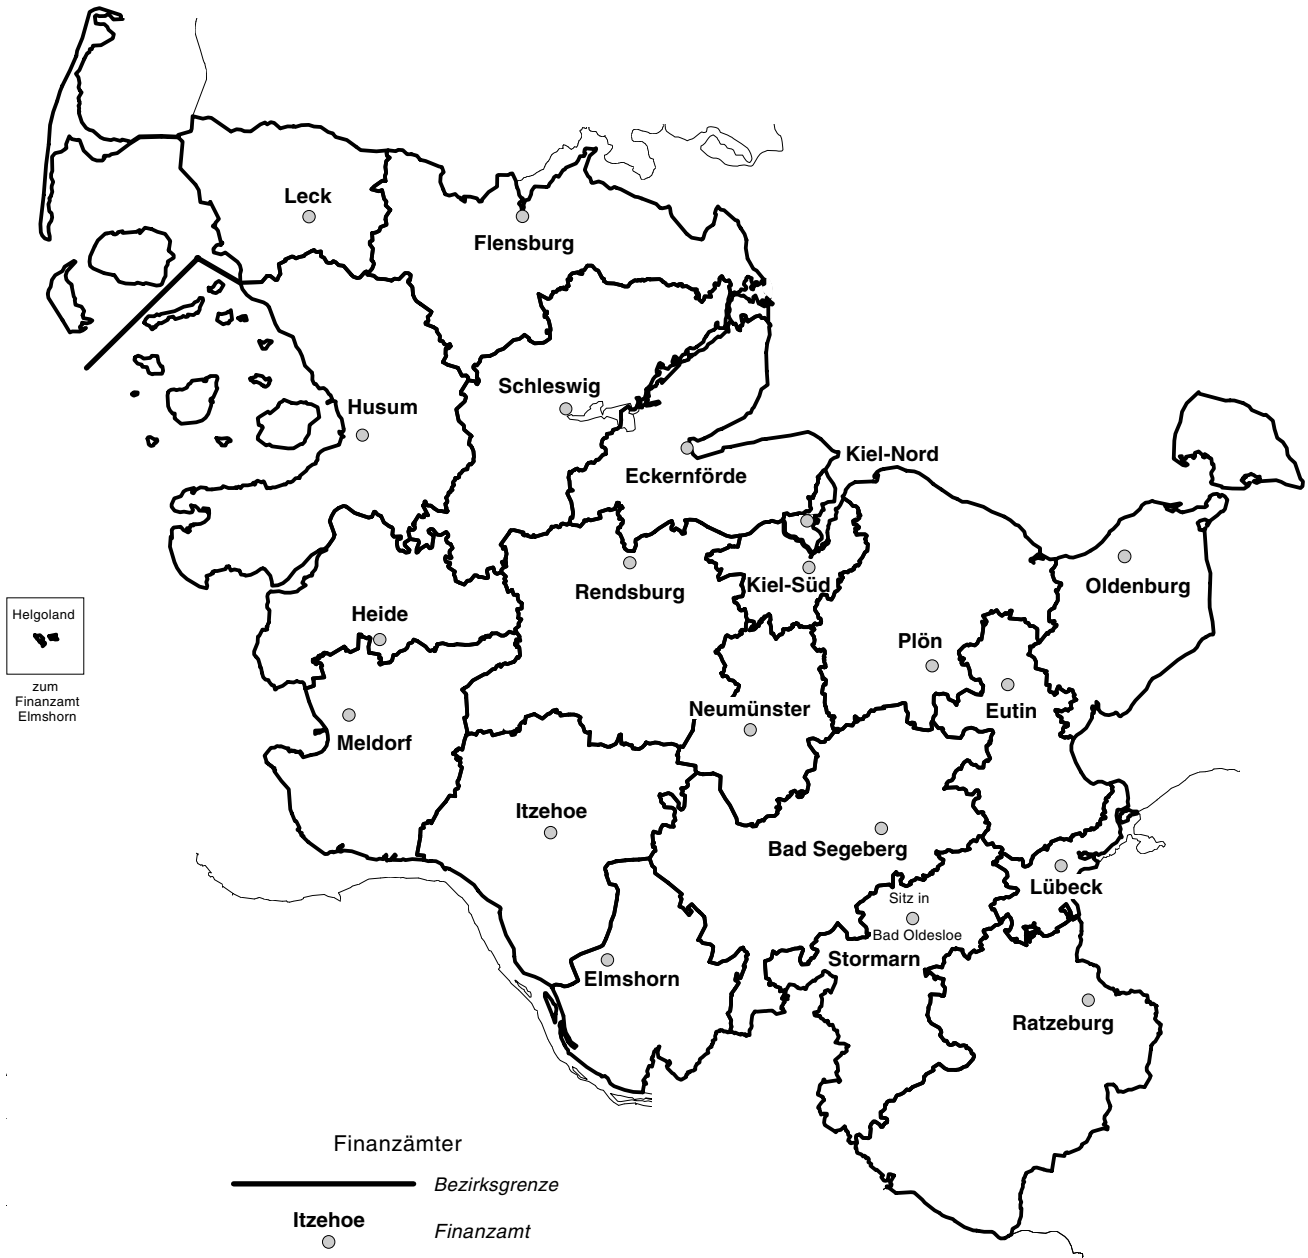 Leck
Flensburg
Schleswig
Husum
Kiel-Nord
Eckernförde
Oldenburg
Kiel-Süd
Rendsburg
Helgoland
Heide
Plön
zum
Finanzamt
Elmshorn
Neumünster
Eutin
Meldorf
Itzehoe
Bad Segeberg
Lübeck
Sitz in
Bad Oldesloe
Stormarn
Elmshorn
Ratzeburg
Finanzämter
Bezirksgrenze
Itzehoe
Finanzamt